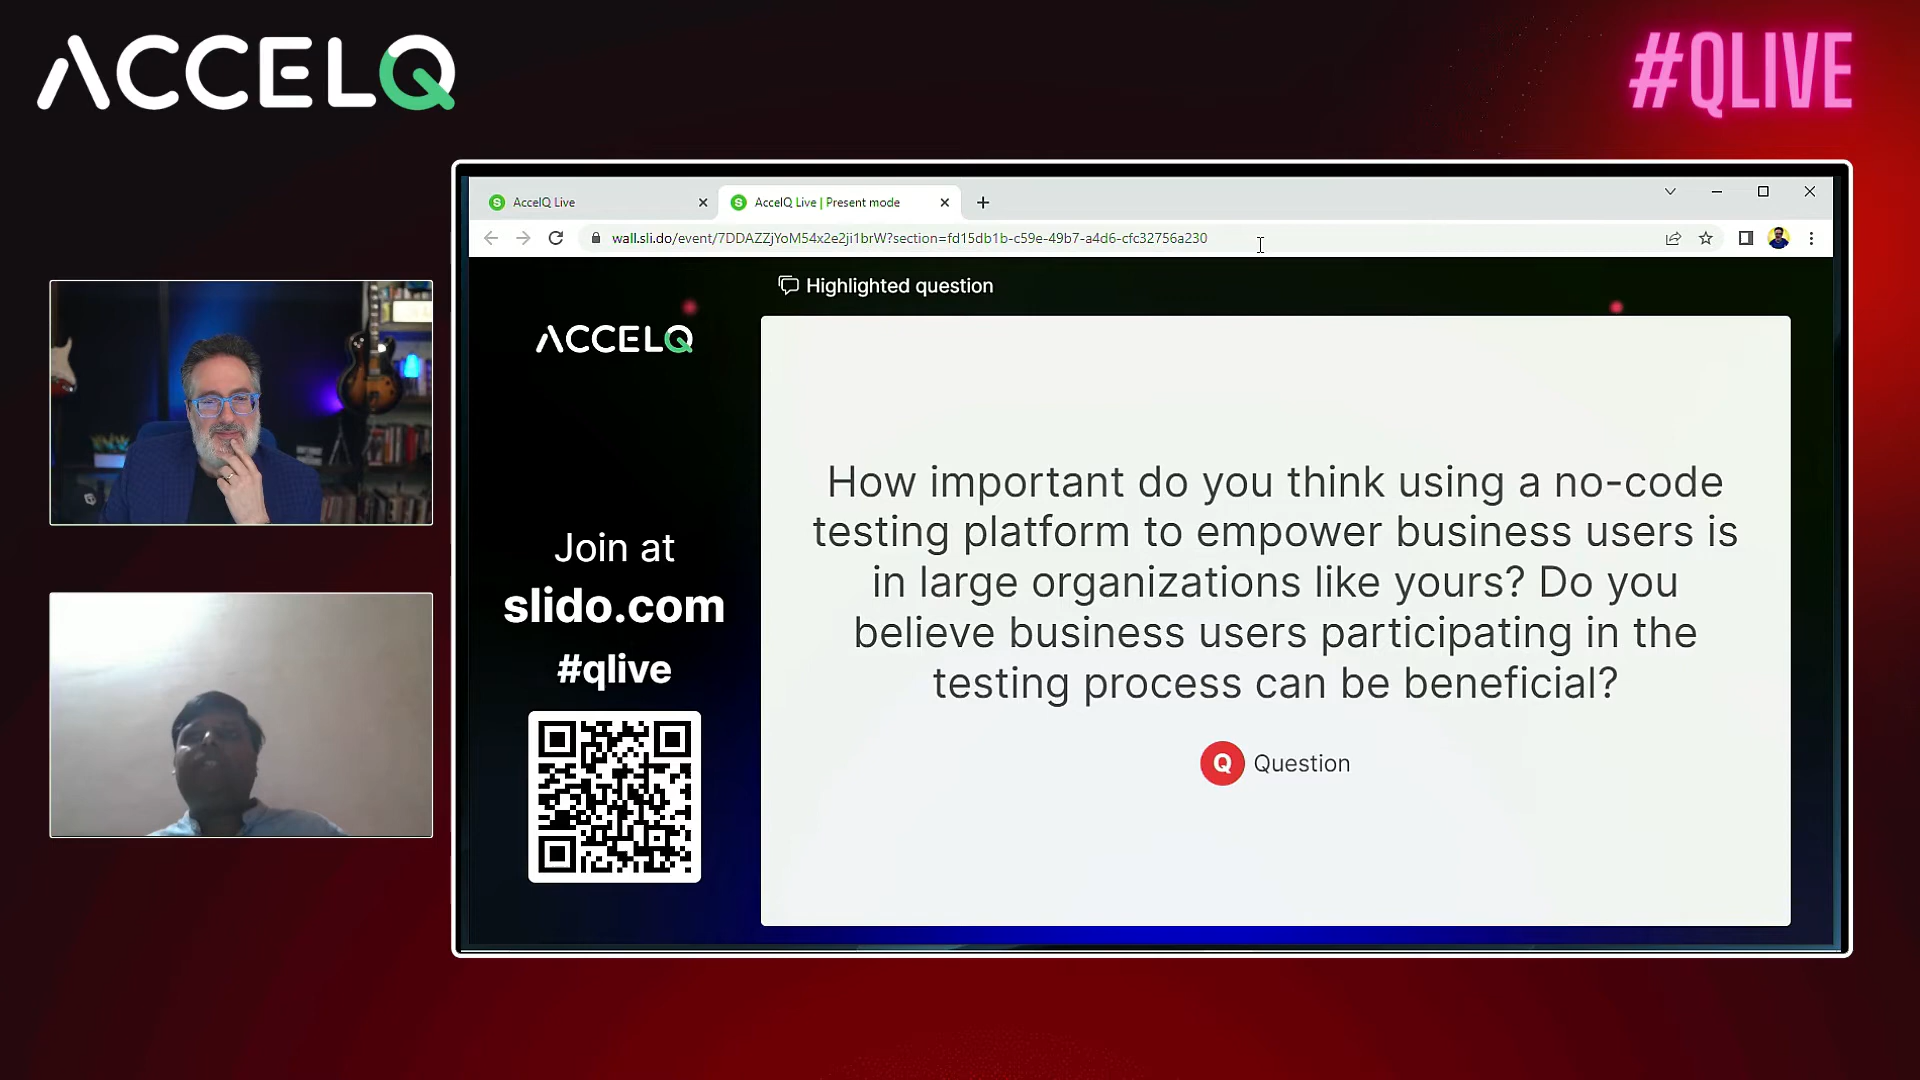 ACCELQ
#QLIVE
AccelQ Live
AccelQ Live | Present mode
wall.sli.do/event/7DDAZZjYoM54x2e2ji1brW?section=fd15db1b-c59e-49b7-a4d6-cfc32756a230
Highlighted question
ACCELQ
Join at
slido.com
#qlive
How important do you think using a no-code
testing platform to empower business users is
in large organizations like yours? Do you
believe business users participating in the
testing process can be beneficial?
Q Question